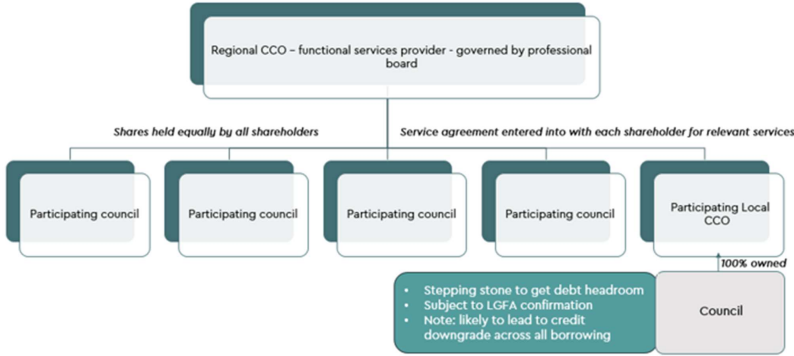 Regional CCO – functional services provider - governed by professional
board
Shares held equally by all shareholders
Service agreement entered into with each shareholder for relevant services
Participating council
Participating council
Participating council
Participating council
Participating Local
CCO
100% owned
• Stepping stone to get debt headroom
• Subject to LGFA confirmation
• Note: likely to lead to credit
downgrade across all borrowing
Council